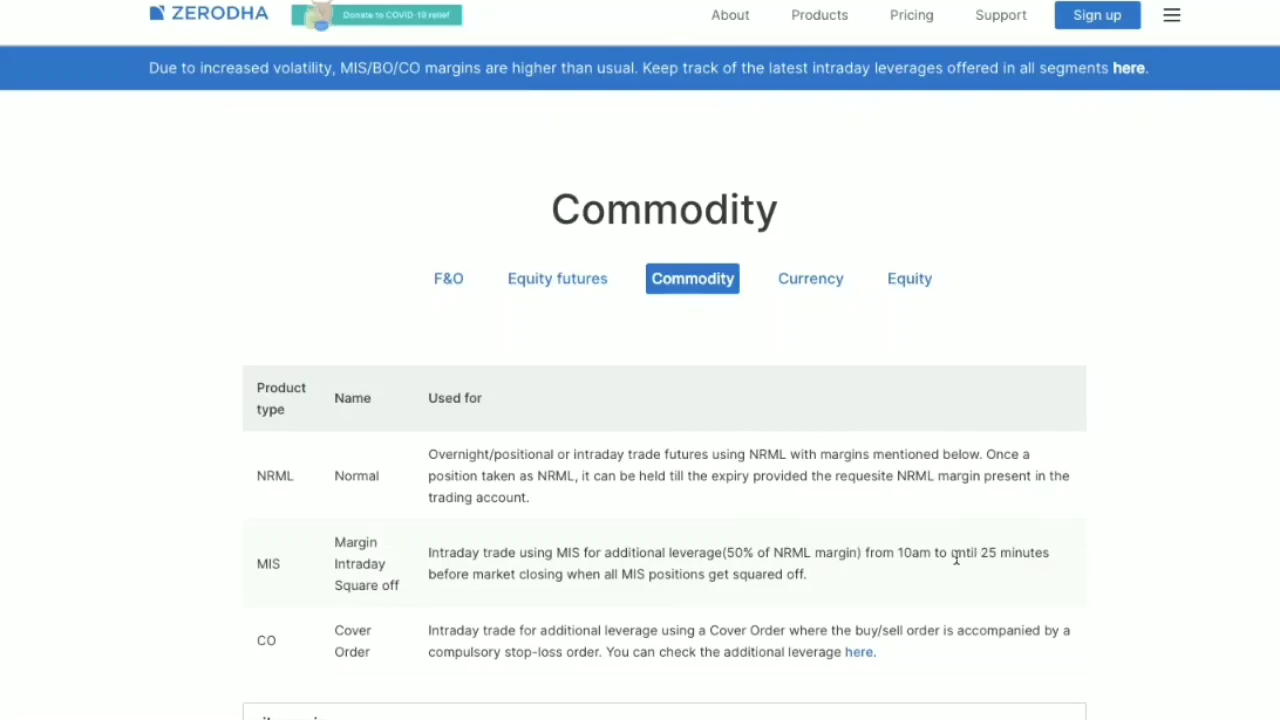 ZERODHA
Donate to COVID-19 relief
About Products Pricing Support Sign up
Due to increased volatility, MIS/BO/CO margins are higher than usual. Keep track of the latest intraday leverages offered in all segments here.
Commodity
F&O Equity futures Commodity Currency Equity
Product type Name Used for
NRML Normal
Overnight/positional or intraday trade futures using NRML with margins mentioned below. Once a
position taken as NRML, it can be held till the expiry provided the requesite NRML margin present in the
trading account.
MIS
Margin
Intraday
Square off
Intraday trade using MIS for additional leverage(50% of NRML margin) from 10am to until 25 minutes
before market closing when all MIS positions get squared off.
CO
Cover
Order
Intraday trade for additional leverage using a Cover Order where the buy/sell order is accompanied by a
compulsory stop-loss order. You can check the additional leverage here.